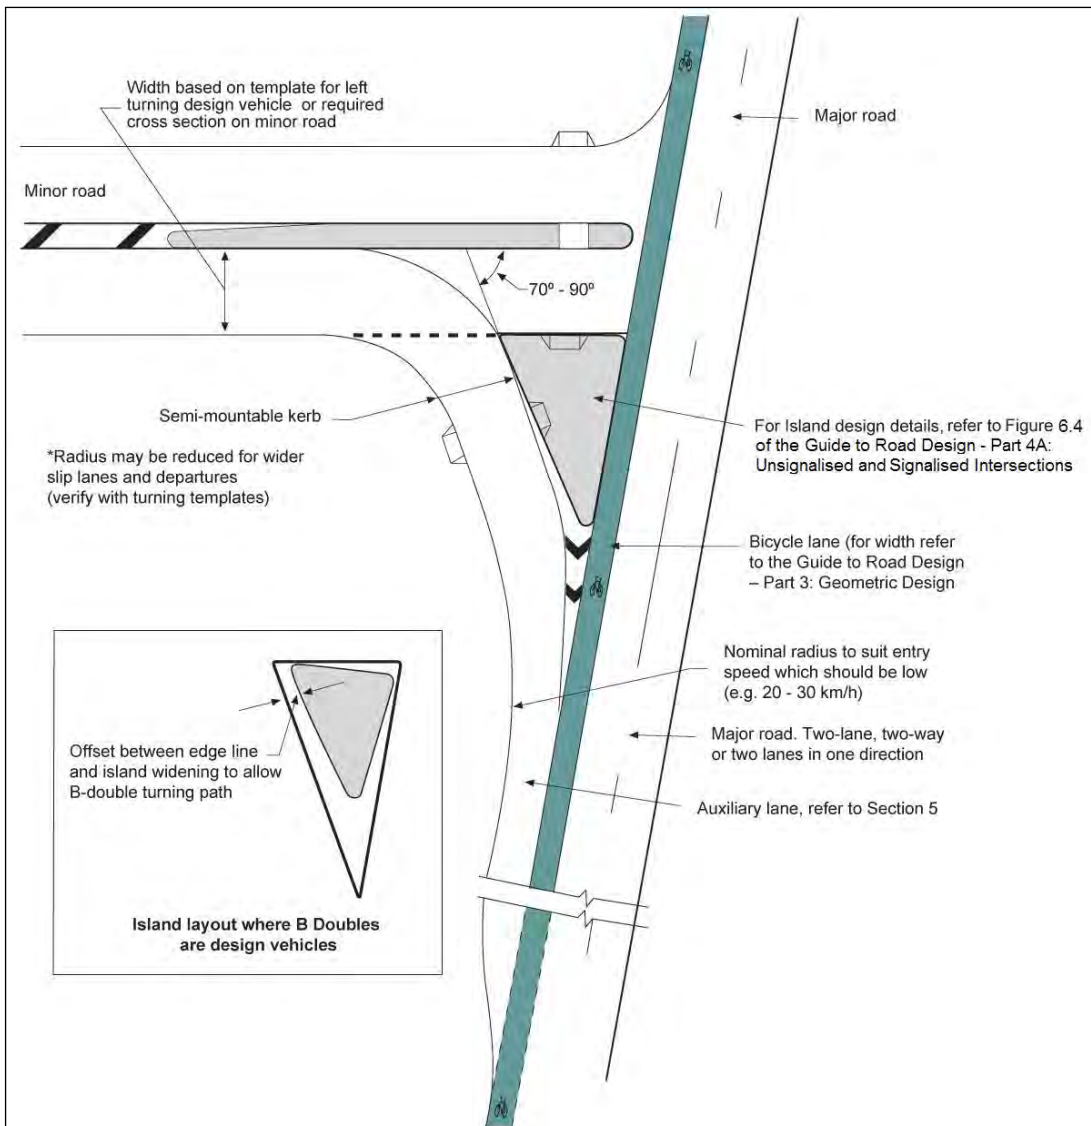 Width based on template for left
turning design vehicle or required
cross section on minor road
Major road
Minor road
70º - 90º
Semi-mountable kerb
*Radius may be reduced for wider
slip lanes and departures
(verify with turning templates)
For Island design details, refer to Figure 6.4
of the Guide to Road Design - Part 4A:
Unsignalised and Signalised Intersections
Bicycle lane (for width refer
to the Guide to Road Design
– Part 3: Geometric Design
Nominal radius to suit entry
speed which should be low
(e.g. 20 - 30 km/h)
Major road. Two-lane, two-way
or two lanes in one direction
Auxiliary lane, refer to Section 5
Offset between edge line
and island widening to allow
B-double turning path
Island layout where B Doubles
are design vehicles